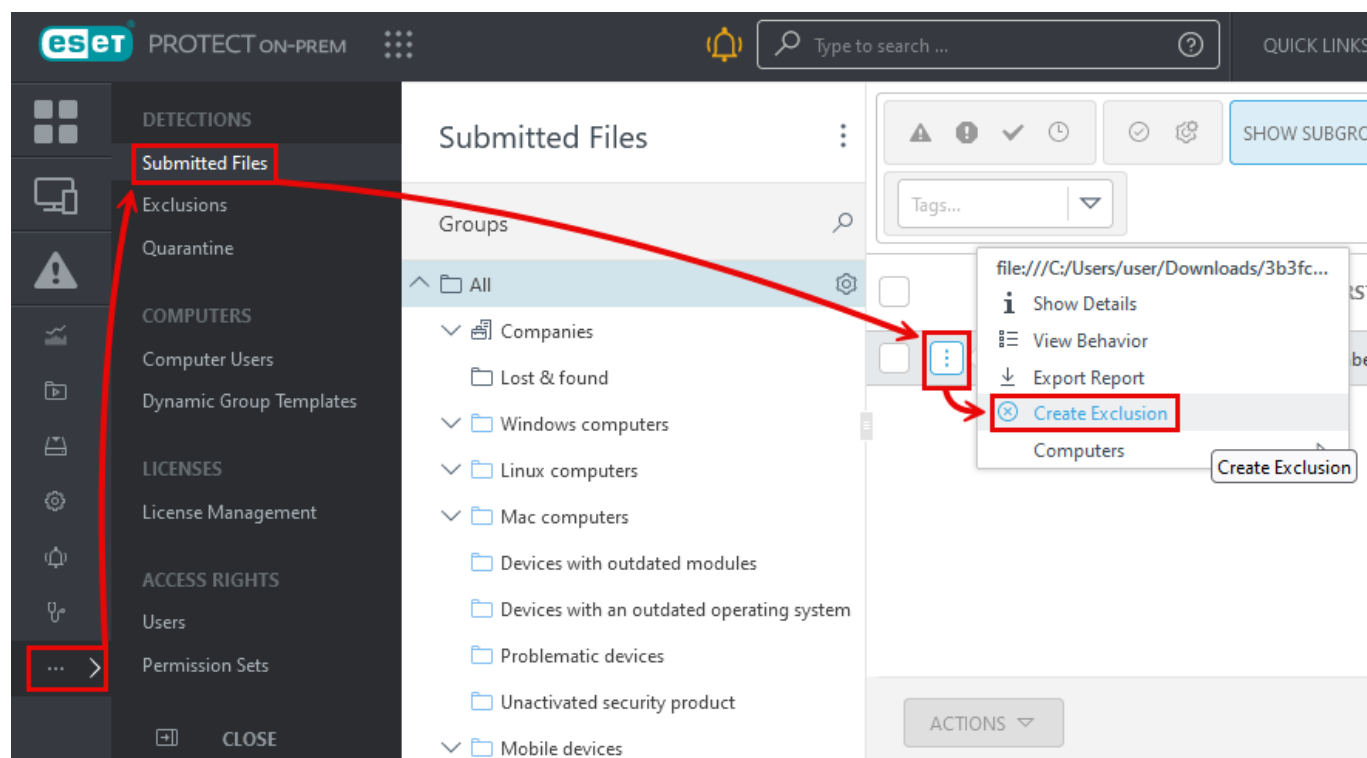 eset PROTECT ON-PREM
Type to search ...
QUICK LINKS
DETECTIONS
Submitted Files
Exclusions
Quarantine
COMPUTERS
Computer Users
Dynamic Group Templates
LICENSES
License Management
ACCESS RIGHTS
Users
Permission Sets
CLOSE
Submitted Files
Groups
All
Companies
Lost & found
Windows computers
Linux computers
Mac computers
Devices with outdated modules
Devices with an outdated operating system
Problematic devices
Unactivated security product
Mobile devices
SHOW SUBGRO
Tags...
file:///C:/Users/user/Downloads/3b3fc...
Show Details
View Behavior
Export Report
Create Exclusion
Computers
Create Exclusion
ACTIONS